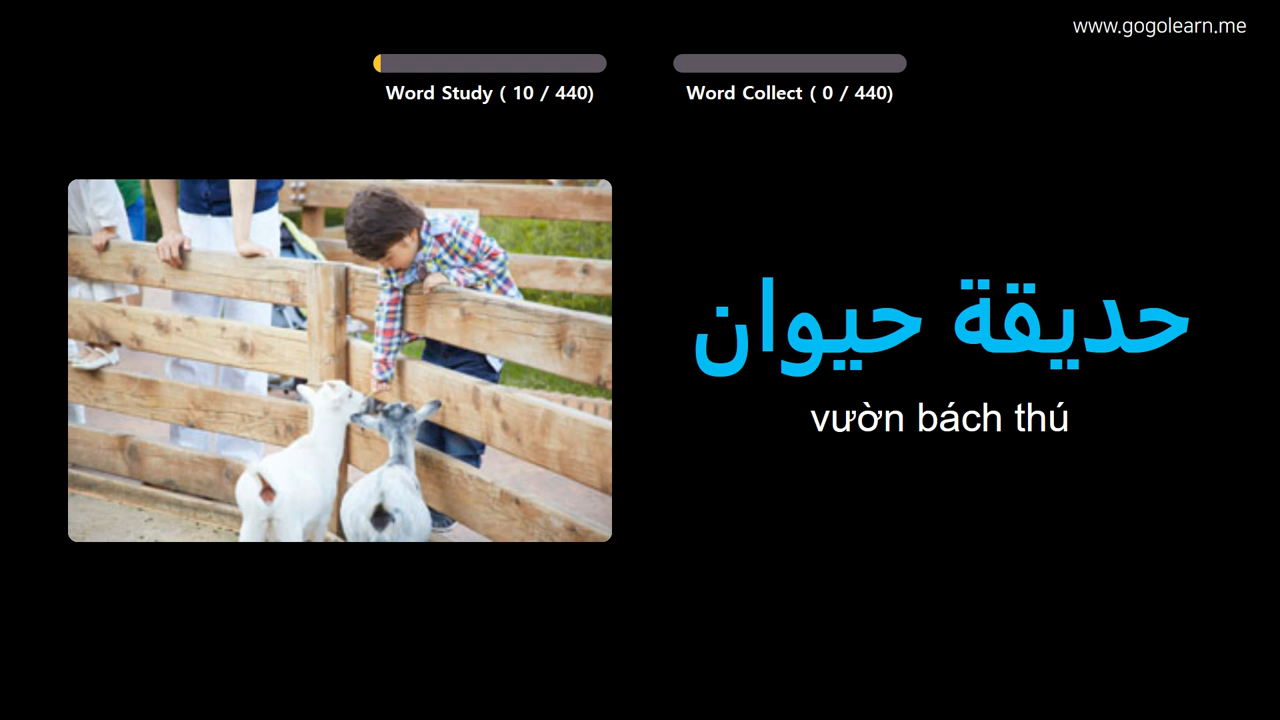 www.gogolearn.me
Word Study ( 10 / 440)
Word Collect ( 0 / 440)
حديقة حيوان
vườn bách thú